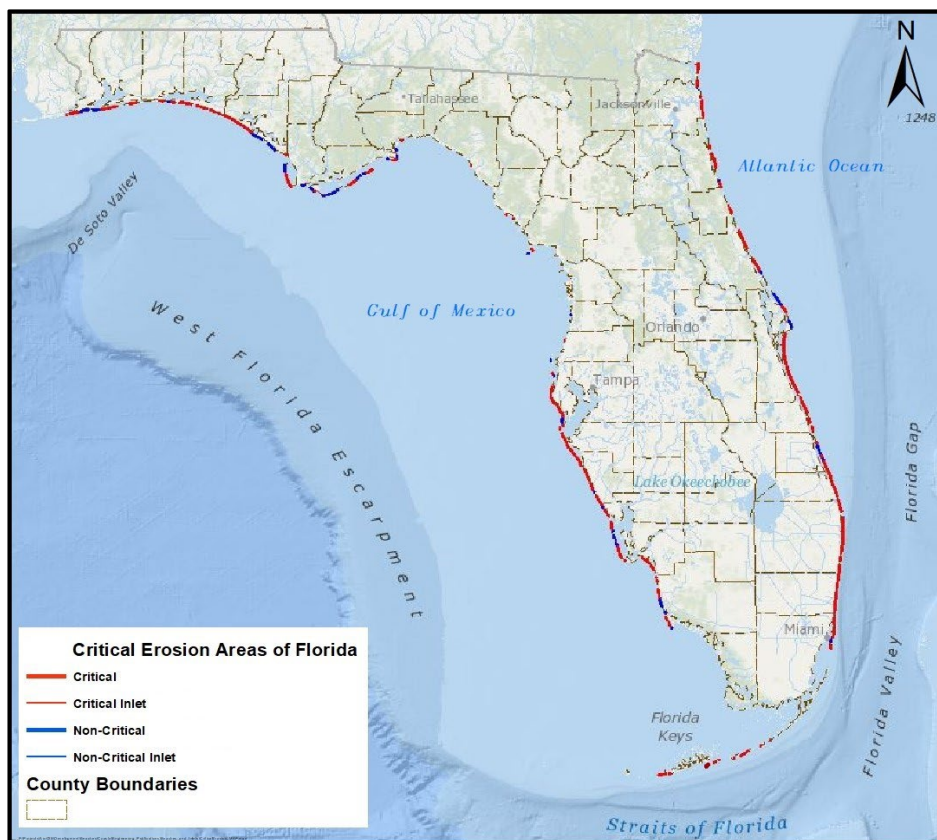 N
1248
Tallahassee
Jacksonville
Atlantic Ocean
De Soto Valley
Gulf of Mexico
Orlando
West Florida Escarpment
Tampa
Florida Gap
Lake Okeechobee
Miami
Florida Valley
Florida
Keys
Straits of Florida
Critical Erosion Areas of Florida
Critical
Critical Inlet
Non-Critical
Non-Critical Inlet
County Boundaries